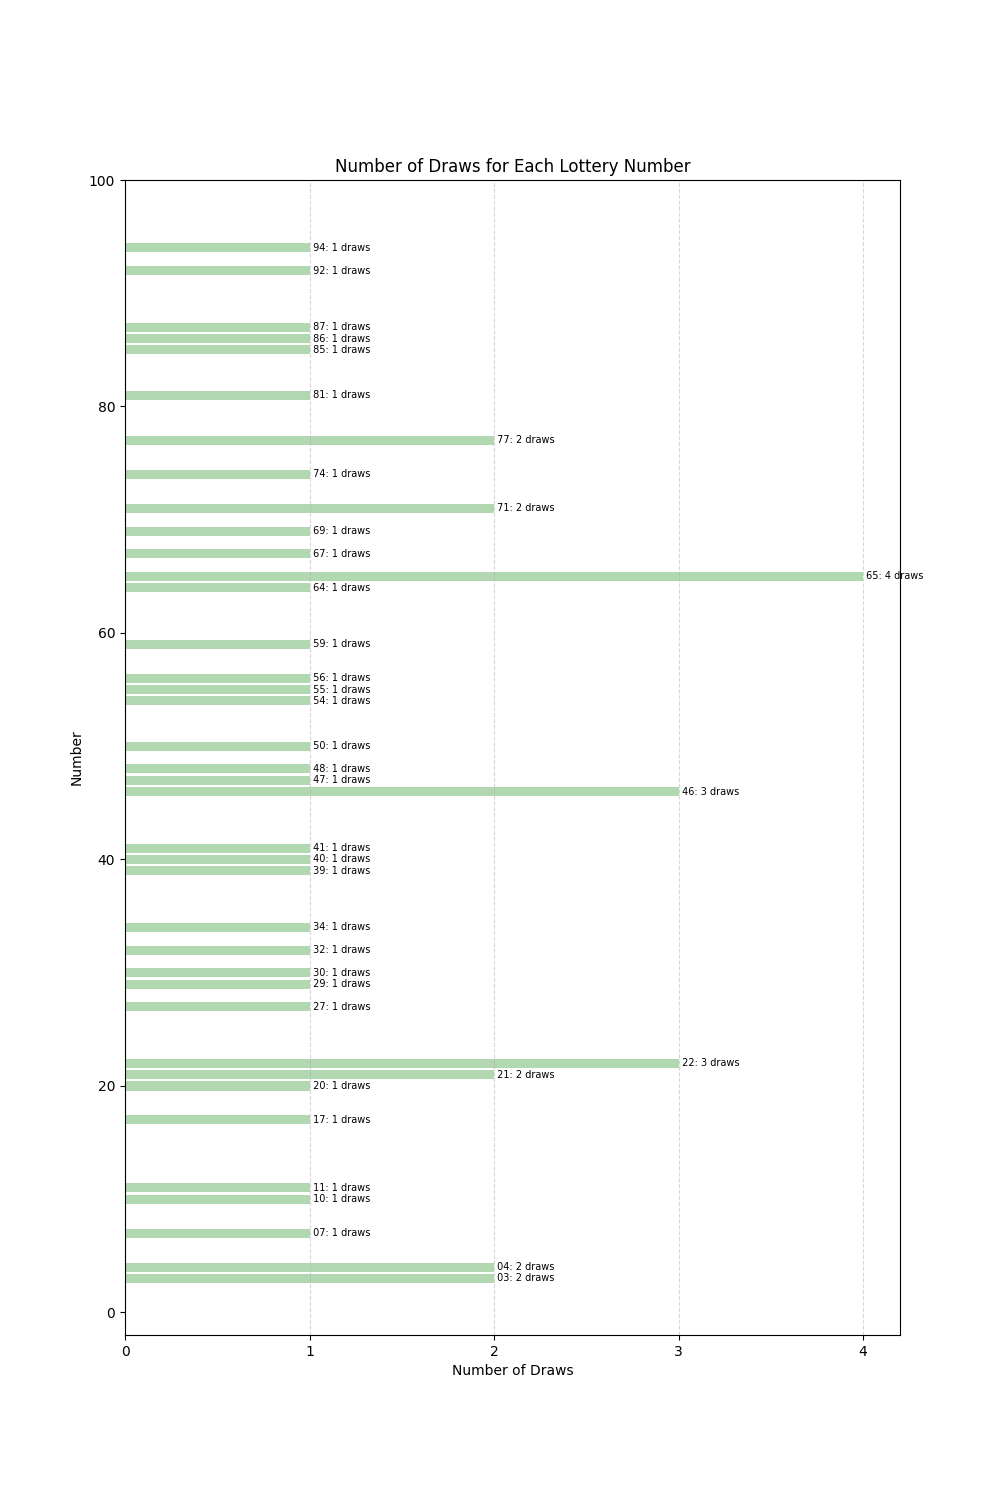 Number of Draws for Each Lottery Number
100
94: 1 draws
92: 1 draws
87: 1 draws
86: 1 draws
85: 1 draws
81: 1 draws
80
77: 2 draws
74: 1 draws
71: 2 draws
69: 1 draws
67: 1 draws
65: 4 draws
64: 1 draws
60
59: 1 draws
56: 1 draws
55: 1 draws
54: 1 draws
50: 1 draws
Number
48: 1 draws
47: 1 draws
46: 3 draws
41: 1 draws
40
40: 1 draws
39: 1 draws
34: 1 draws
32: 1 draws
30: 1 draws
29: 1 draws
27: 1 draws
22: 3 draws
21: 2 draws
20
20: 1 draws
17: 1 draws
11: 1 draws
10: 1 draws
07: 1 draws
04: 2 draws
03: 2 draws
0
0 1 2 3 4
Number of Draws